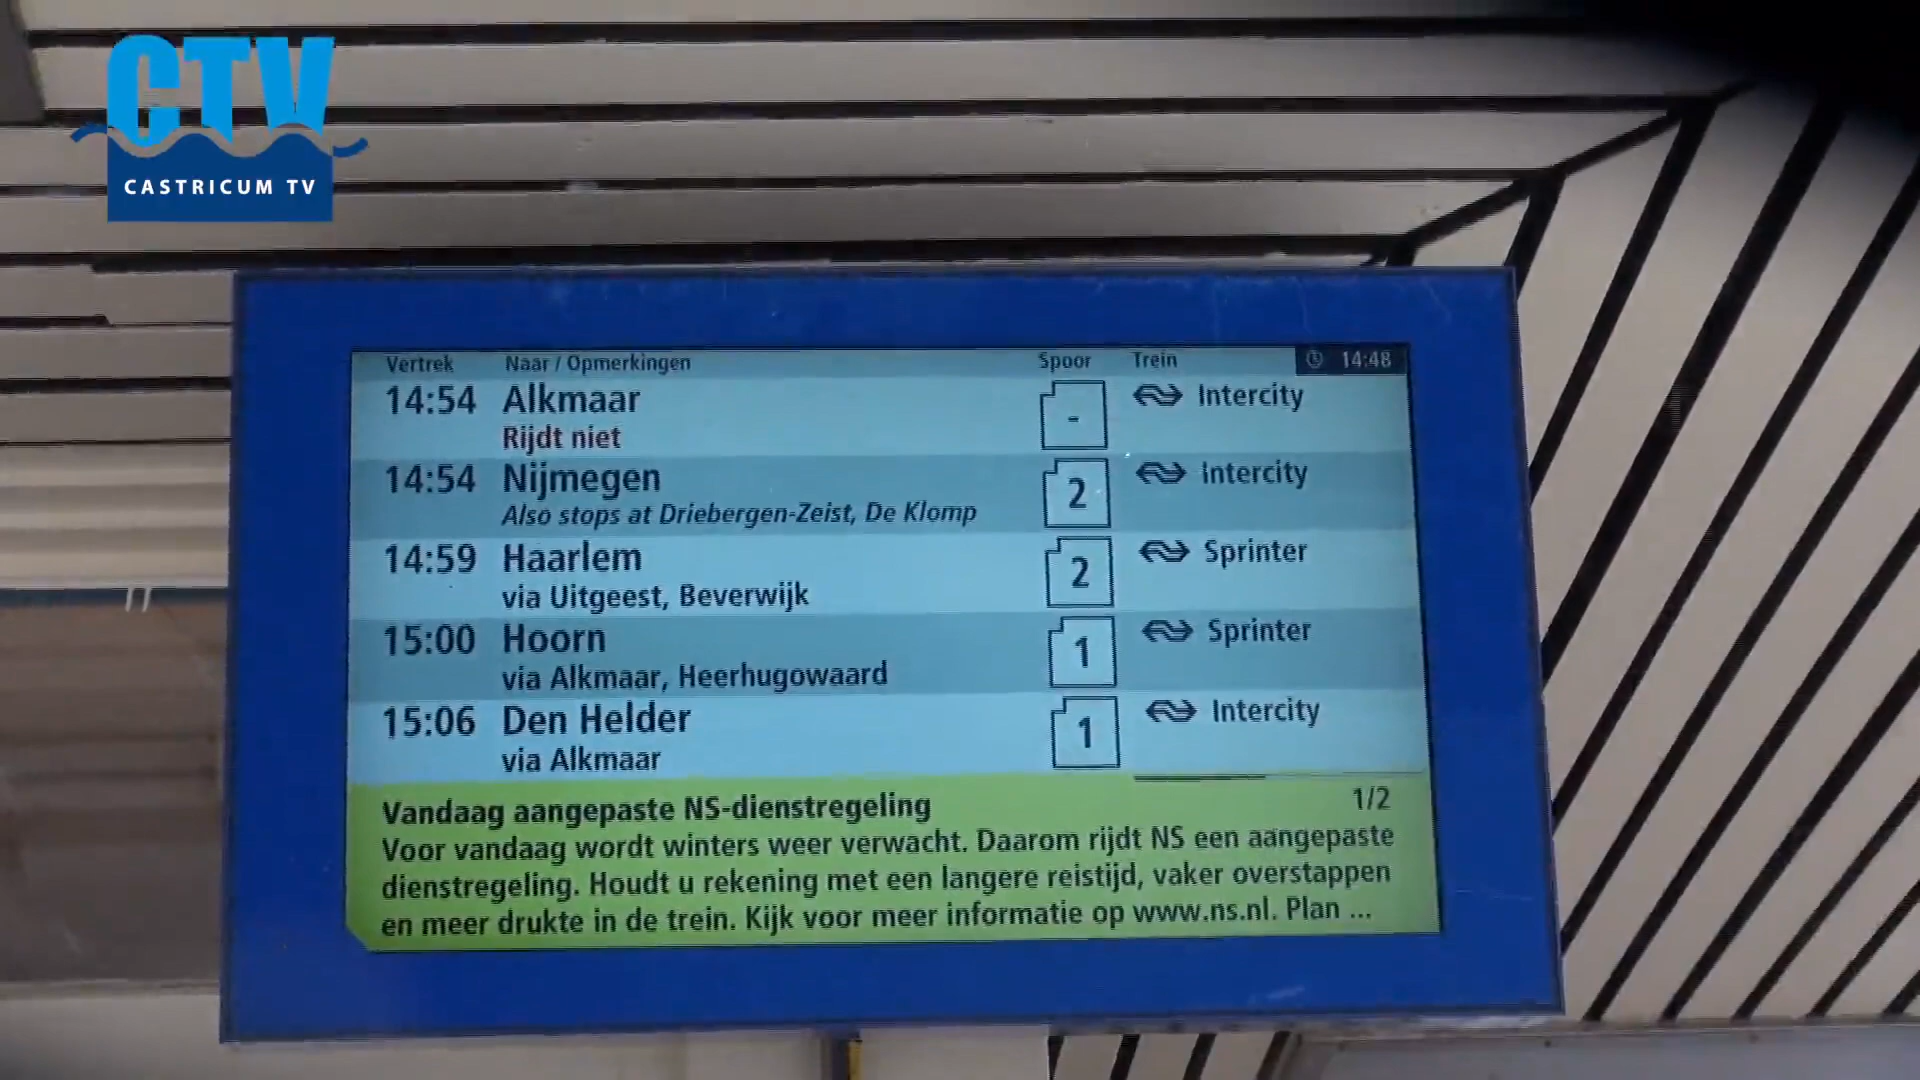 CTV
CASTRICUM TV
Vertrek Naar / Opmerkingen Spoor Trein 14:48
14:54 Alkmaar - Intercity
Rijdt niet
14:54 Nijmegen 2 Intercity
Also stops at Driebergen-Zeist, De Klomp
14:59 Haarlem 2 Sprinter
via Uitgeest, Beverwijk
15:00 Hoorn 1 Sprinter
via Alkmaar, Heerhugowaard
15:06 Den Helder 1 Intercity
via Alkmaar
Vandaag aangepaste NS-dienstregeling 1/2
Voor vandaag wordt winters weer verwacht. Daarom rijdt NS een aangepaste
dienstregeling. Houdt u rekening met een langere reistijd, vaker overstappen
en meer drukte in de trein. Kijk voor meer informatie op www.ns.nl. Plan ...